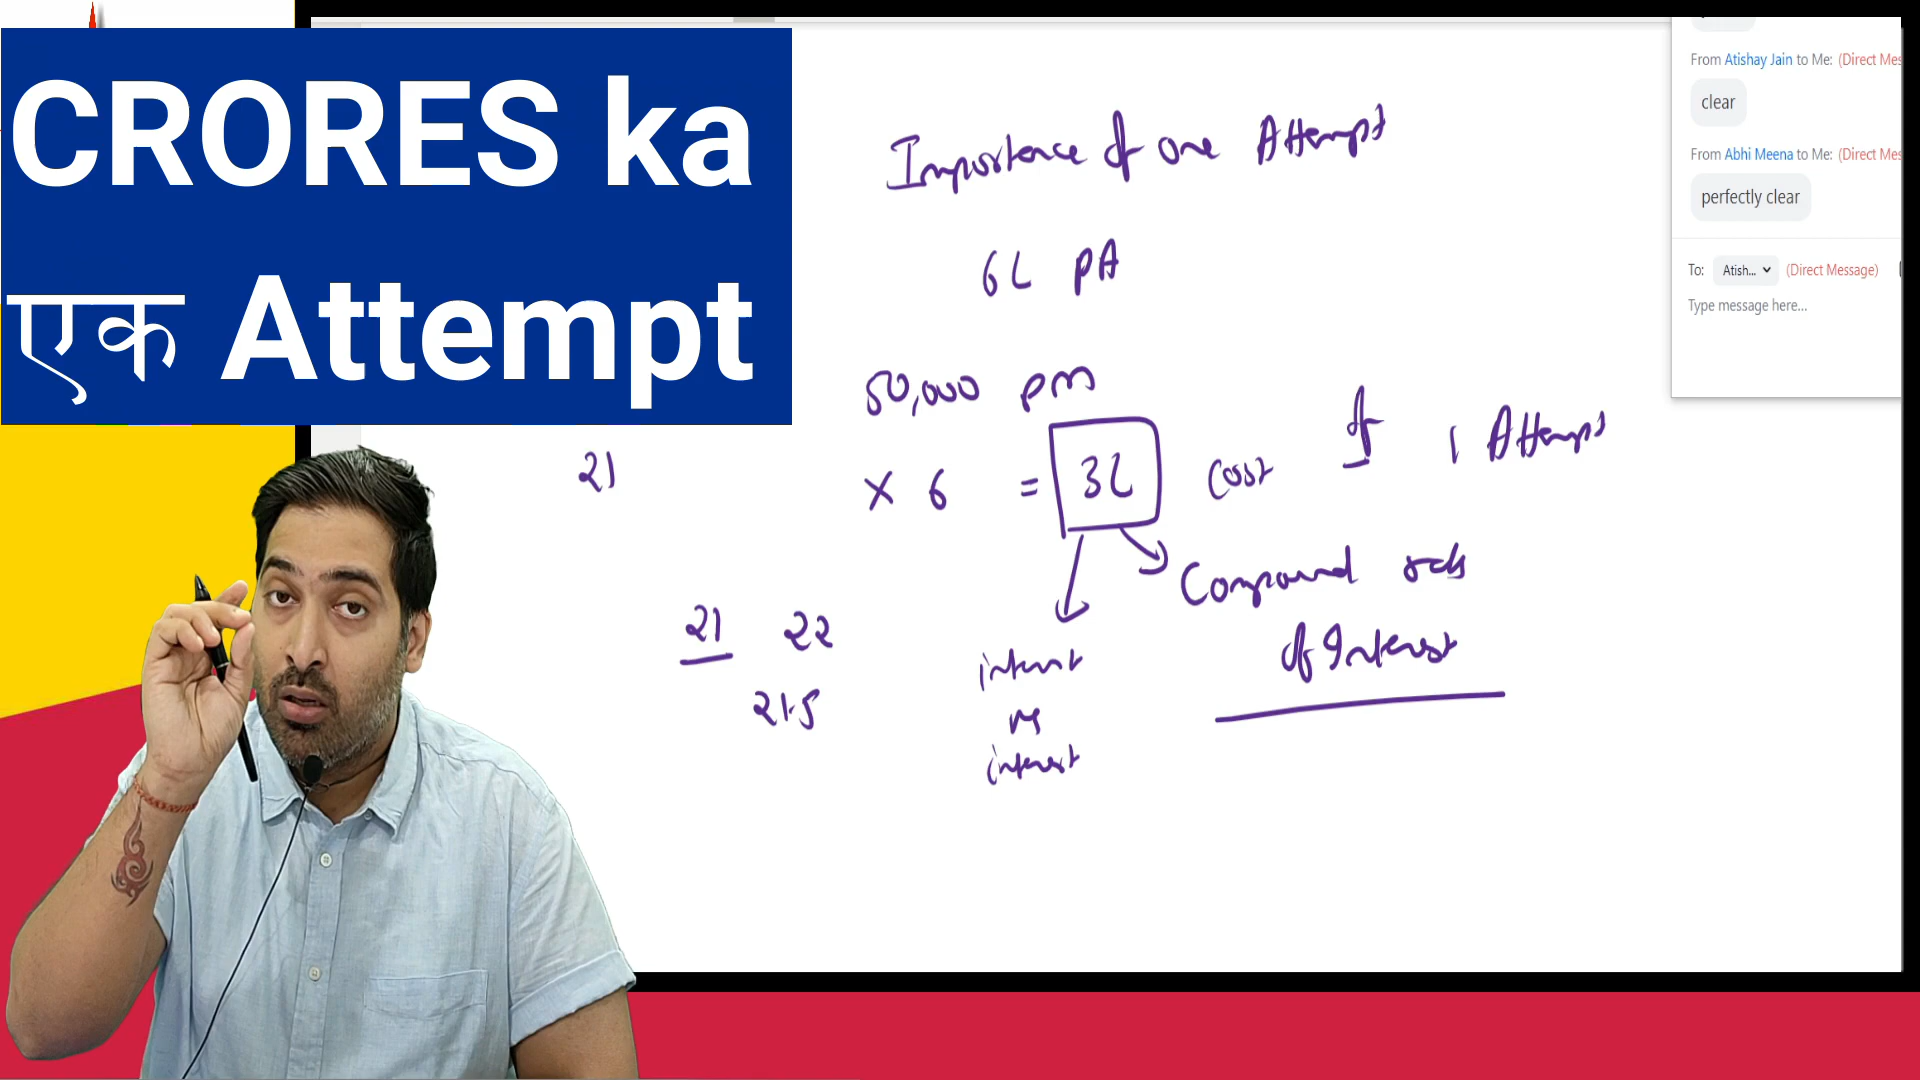 CRORES ka
एक Attempt
Importance of one Attempt
6L PA
50,000 pm
21
× 6 = 3L cost of 1 Attempt
Compound
of Interest
21 22
21.5
interest
interest
From Atishay Jain to Me: (Direct Mes
clear
From Abhi Meena to Me: (Direct Mes
perfectly clear
To: Atish... (Direct Message)
Type message here...